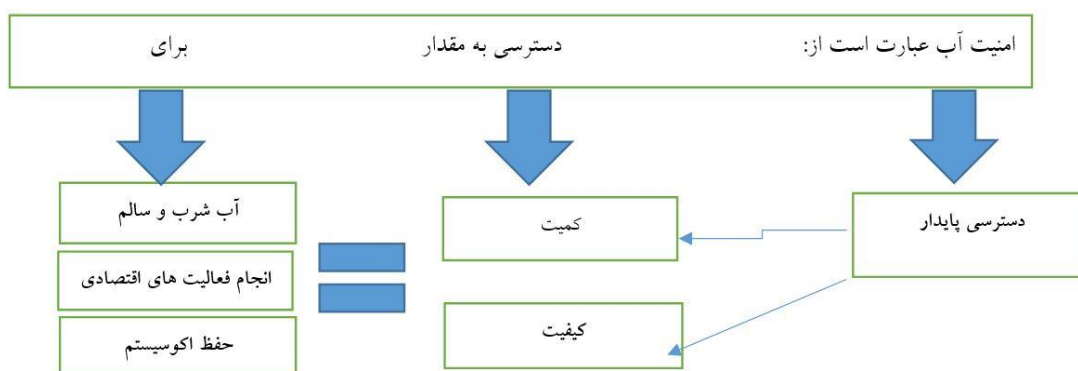 امنیت آب عبارت است از: دسترسی به مقدار برای
دسترسی پایدار
کمیت
کیفیت
آب شرب و سالم
انجام فعالیت های اقتصادی
حفظ اکوسیستم